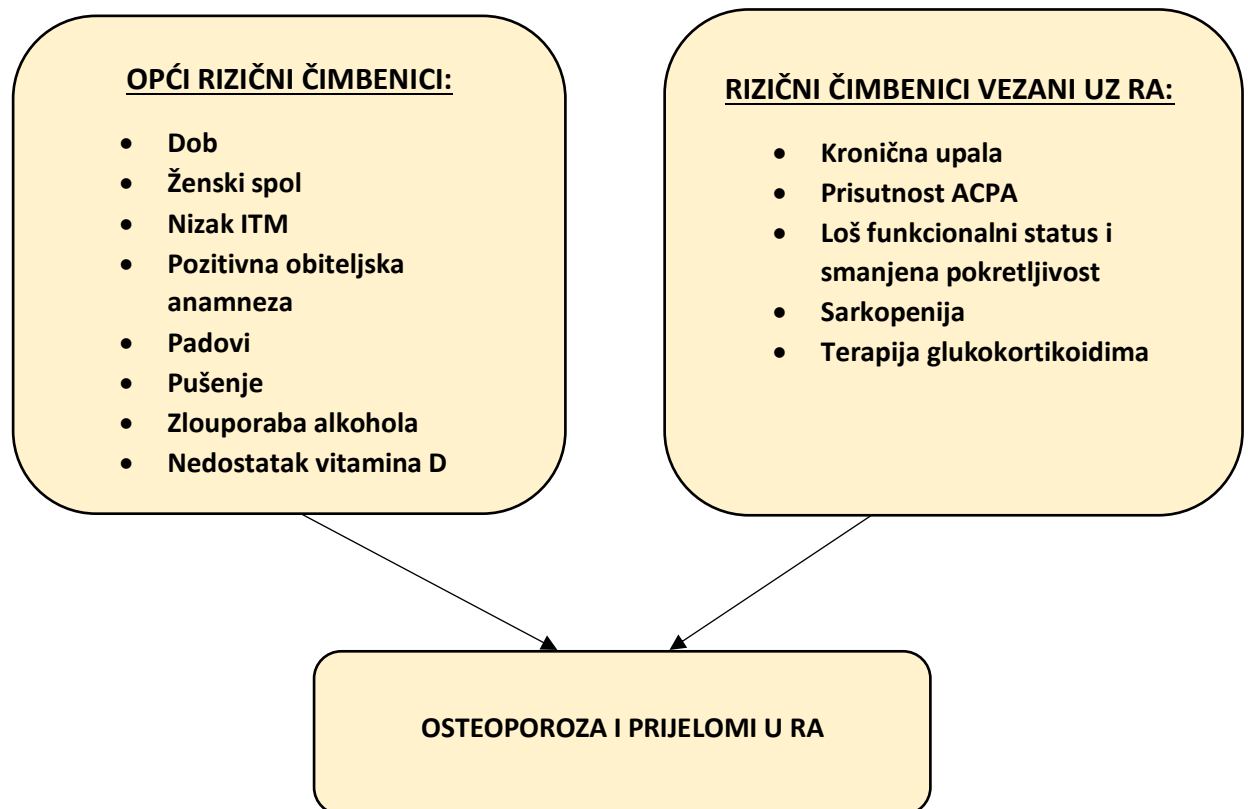 OPĆI RIZIČNI ČIMBENICI:
• Dob
• Ženski spol
• Nizak ITM
• Pozitivna obiteljska
anamneza
• Padovi
• Pušenje
• Zlouporaba alkohola
• Nedostatak vitamina D
RIZIČNI ČIMBENICI VEZANI UZ RA:
• Kronična upala
• Prisutnost ACPA
• Loš funkcionalni status i
smanjena pokretljivost
• Sarkopenija
• Terapija glukokortikoidima
OSTEOPOROZA I PRIJELOMI U RA